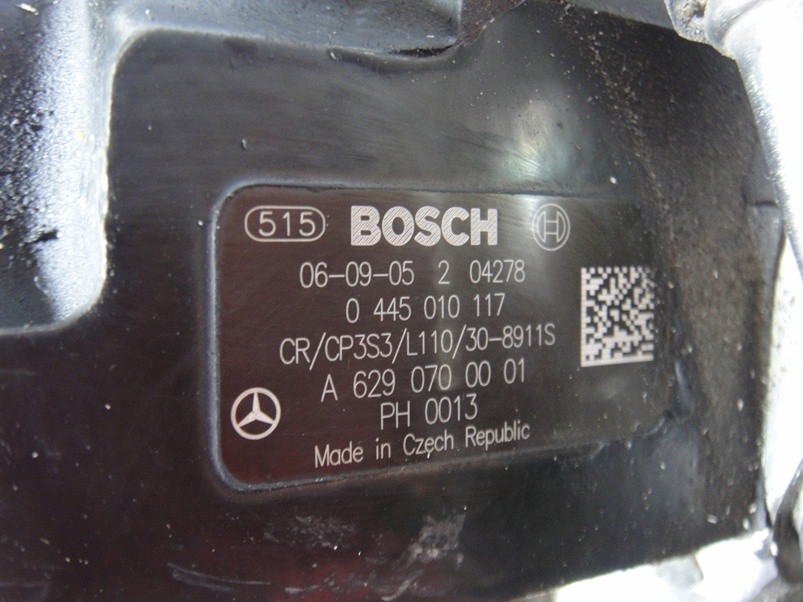 515 BOSCH
06-09-05 2 04278
0 445 010 117
CR/CP3S3/L110/30-8911S
A 629 070 00 01
PH 0013
Made in Czech Republic